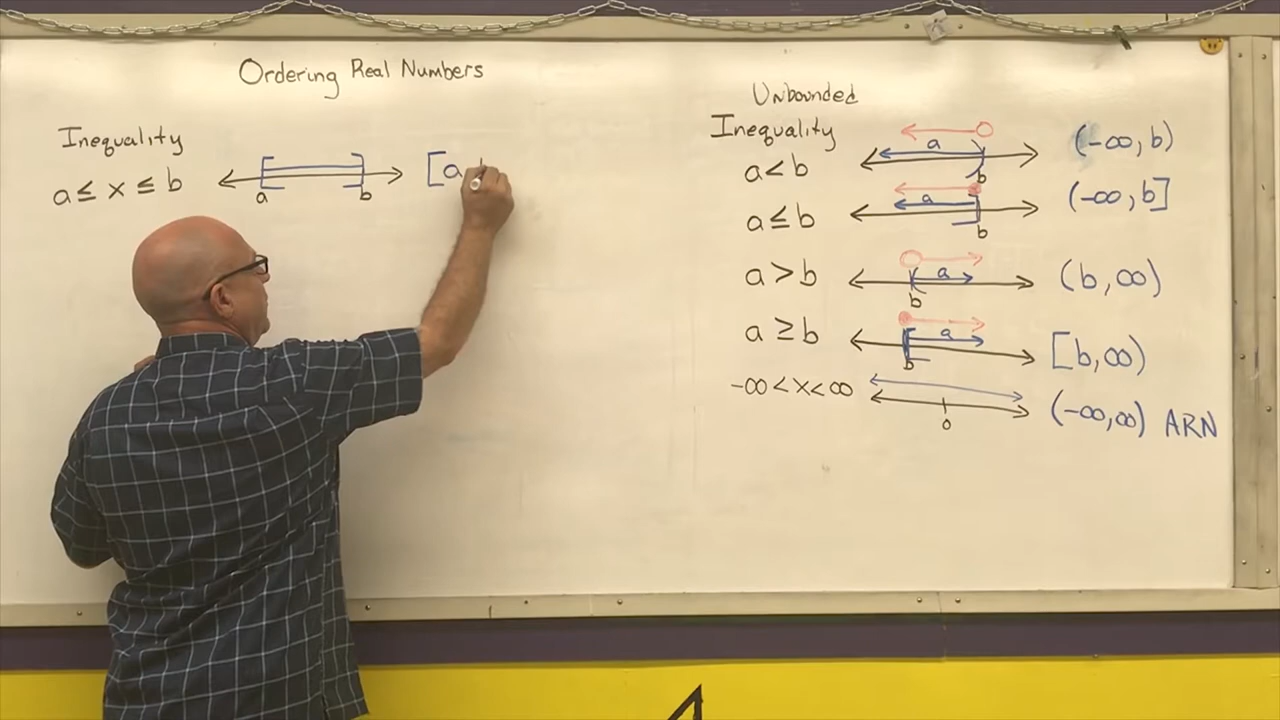 Ordering Real Numbers
Inequality
a ≤ x ≤ b
a b
[a
Unbounded
Inequality
a < b
a
b
(-∞, b)
a ≤ b
a
b
(-∞, b]
a > b
a
b
(b, ∞)
a ≥ b
a
b
[b, ∞)
-∞ < x < ∞
0
(-∞, ∞) ARN